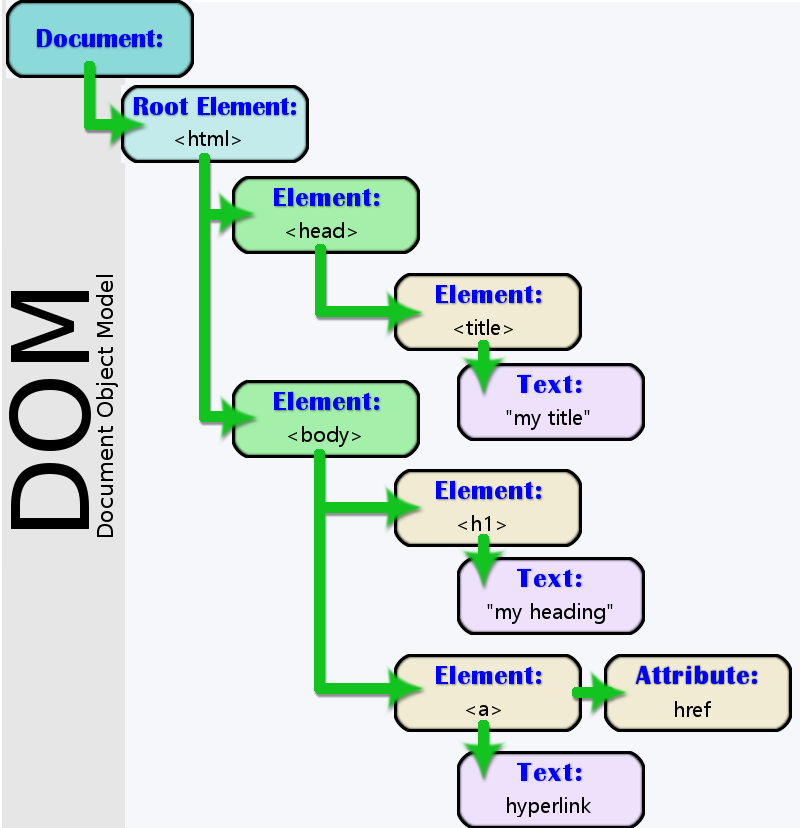 Document:
Root Element:
<html>
Element:
<head>
Element:
<title>
Text:
"my title"
Element:
<body>
Element:
<h1>
Text:
"my heading"
Element:
<a>
Attribute:
href
Text:
hyperlink
DOM
Document Object Model